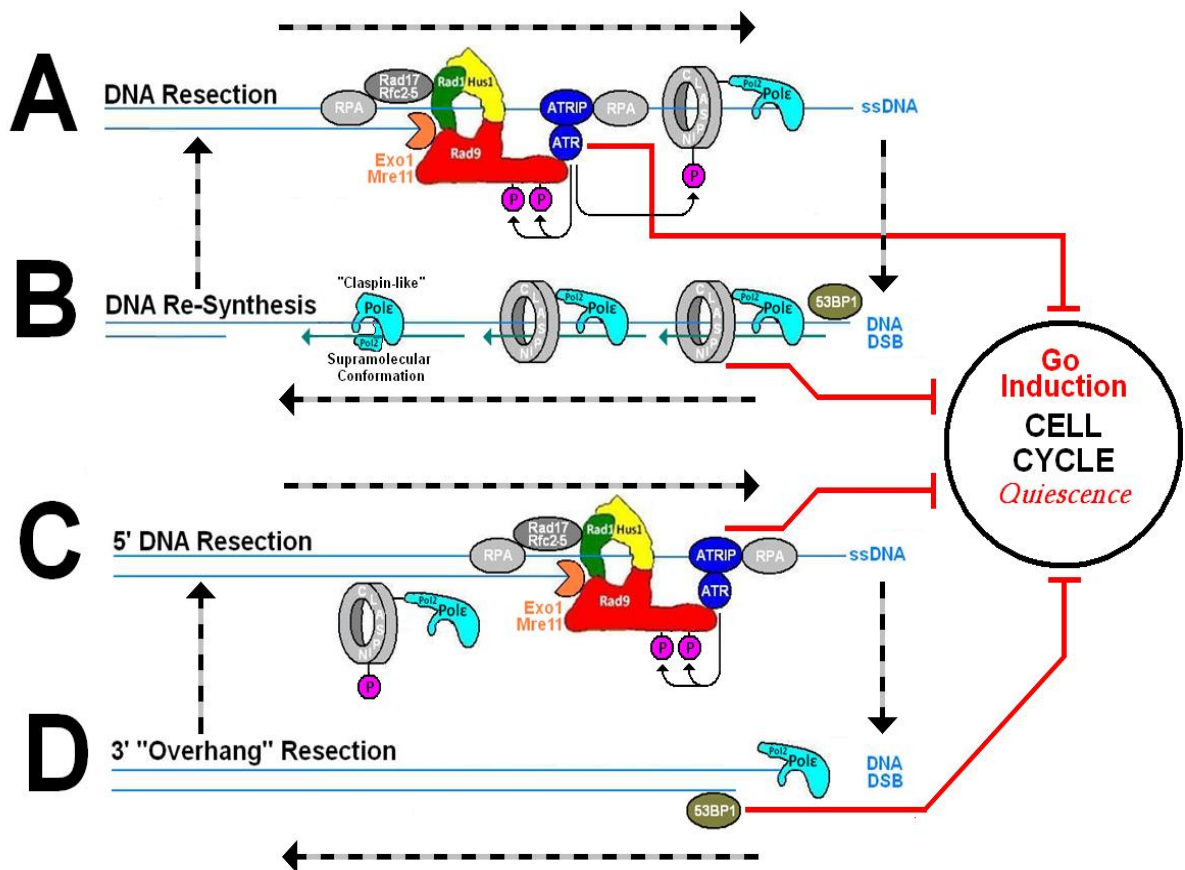 A
DNA Resection
RPA
Rad17
Rfc2-5
Rad1
Hus1
Rad9
Exo1
Mre11
ATRIP
RPA
ATR
CLASPIN
Pol2
Polε
ssDNA
P
P
P
B
DNA Re-Synthesis
"Claspin-like"
Polε
Pol2
Supramolecular
Conformation
CLASPIN
Pol2
Polε
CLASPIN
Pol2
Polε
53BP1
DNA
DSB
Go
Induction
CELL
CYCLE
Quiescence
C
5' DNA Resection
RPA
Rad17
Rfc2-5
Rad1
Hus1
Rad9
Exo1
Mre11
ATRIP
RPA
ATR
ssDNA
CLASPIN
Pol2
Polε
P
P
P
D
3' "Overhang" Resection
Pol2
Polε
DNA
DSB
53BP1